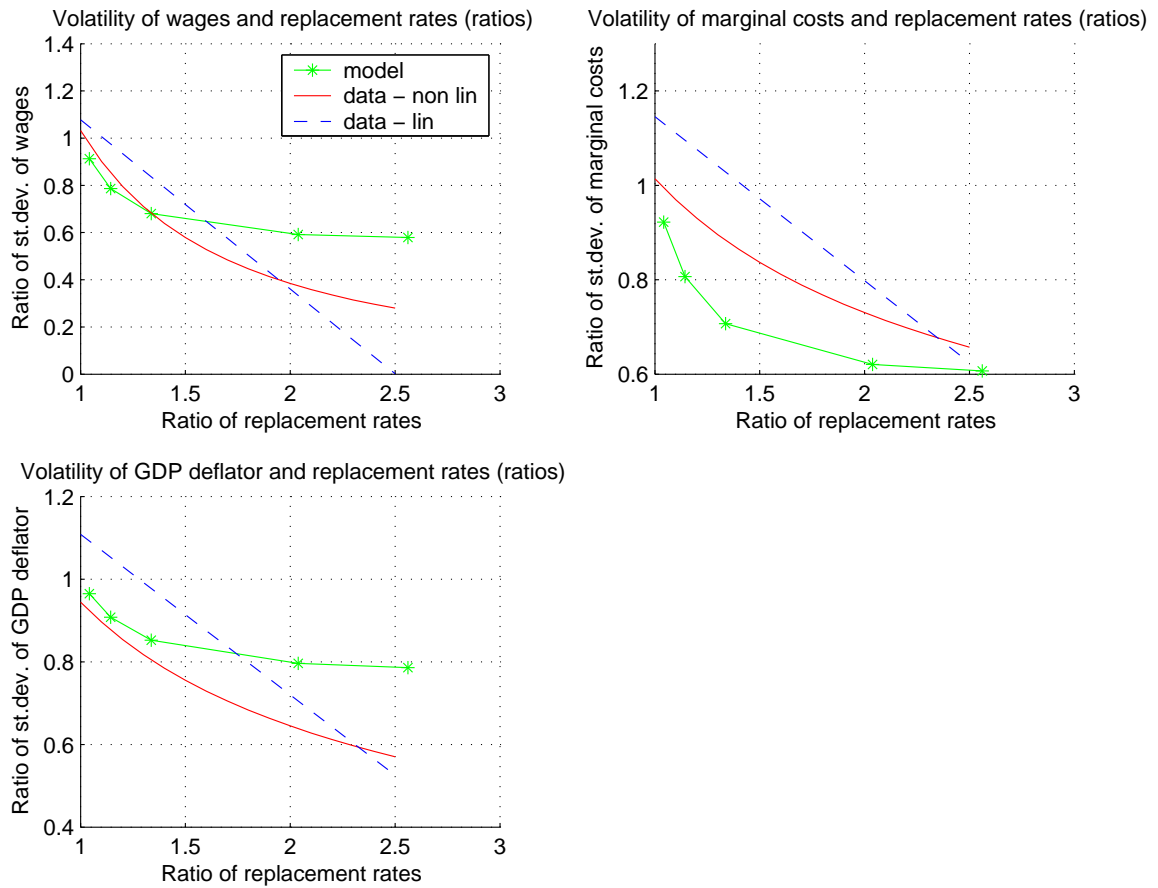 Volatility of wages and replacement rates (ratios)
1.4
1.2
1
0.8
0.6
0.4
0.2
0
Ratio of st.dev. of wages
model
data − non lin
data − lin
1 1.5 2 2.5 3
Ratio of replacement rates
Volatility of marginal costs and replacement rates (ratios)
1.2
1
0.8
0.6
Ratio of st.dev. of marginal costs
1 1.5 2 2.5 3
Ratio of replacement rates
Volatility of GDP deflator and replacement rates (ratios)
1.2
1
0.8
0.6
0.4
Ratio of st.dev. of GDP deflator
1 1.5 2 2.5 3
Ratio of replacement rates